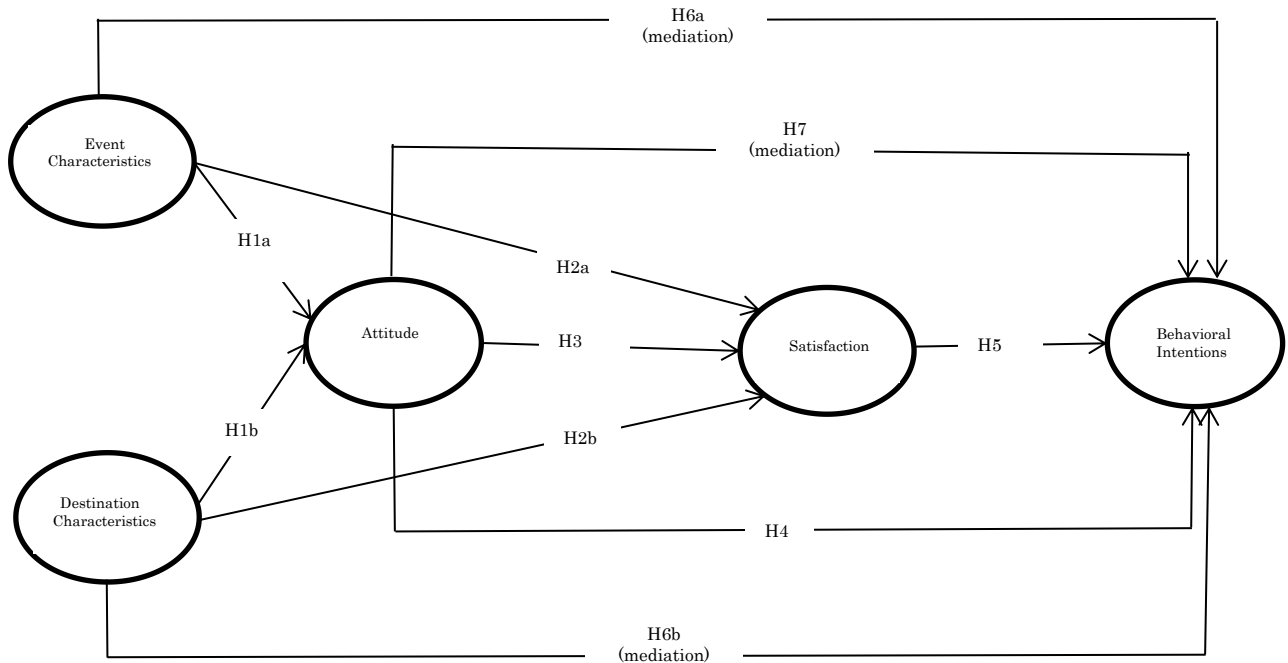 H6a
(mediation)
H7
(mediation)
Event
Characteristics
H1a
H2a
Attitude
H3
Satisfaction
H5
Behavioral
Intentions
H1b
H2b
Destination
Characteristics
H4
H6b
(mediation)